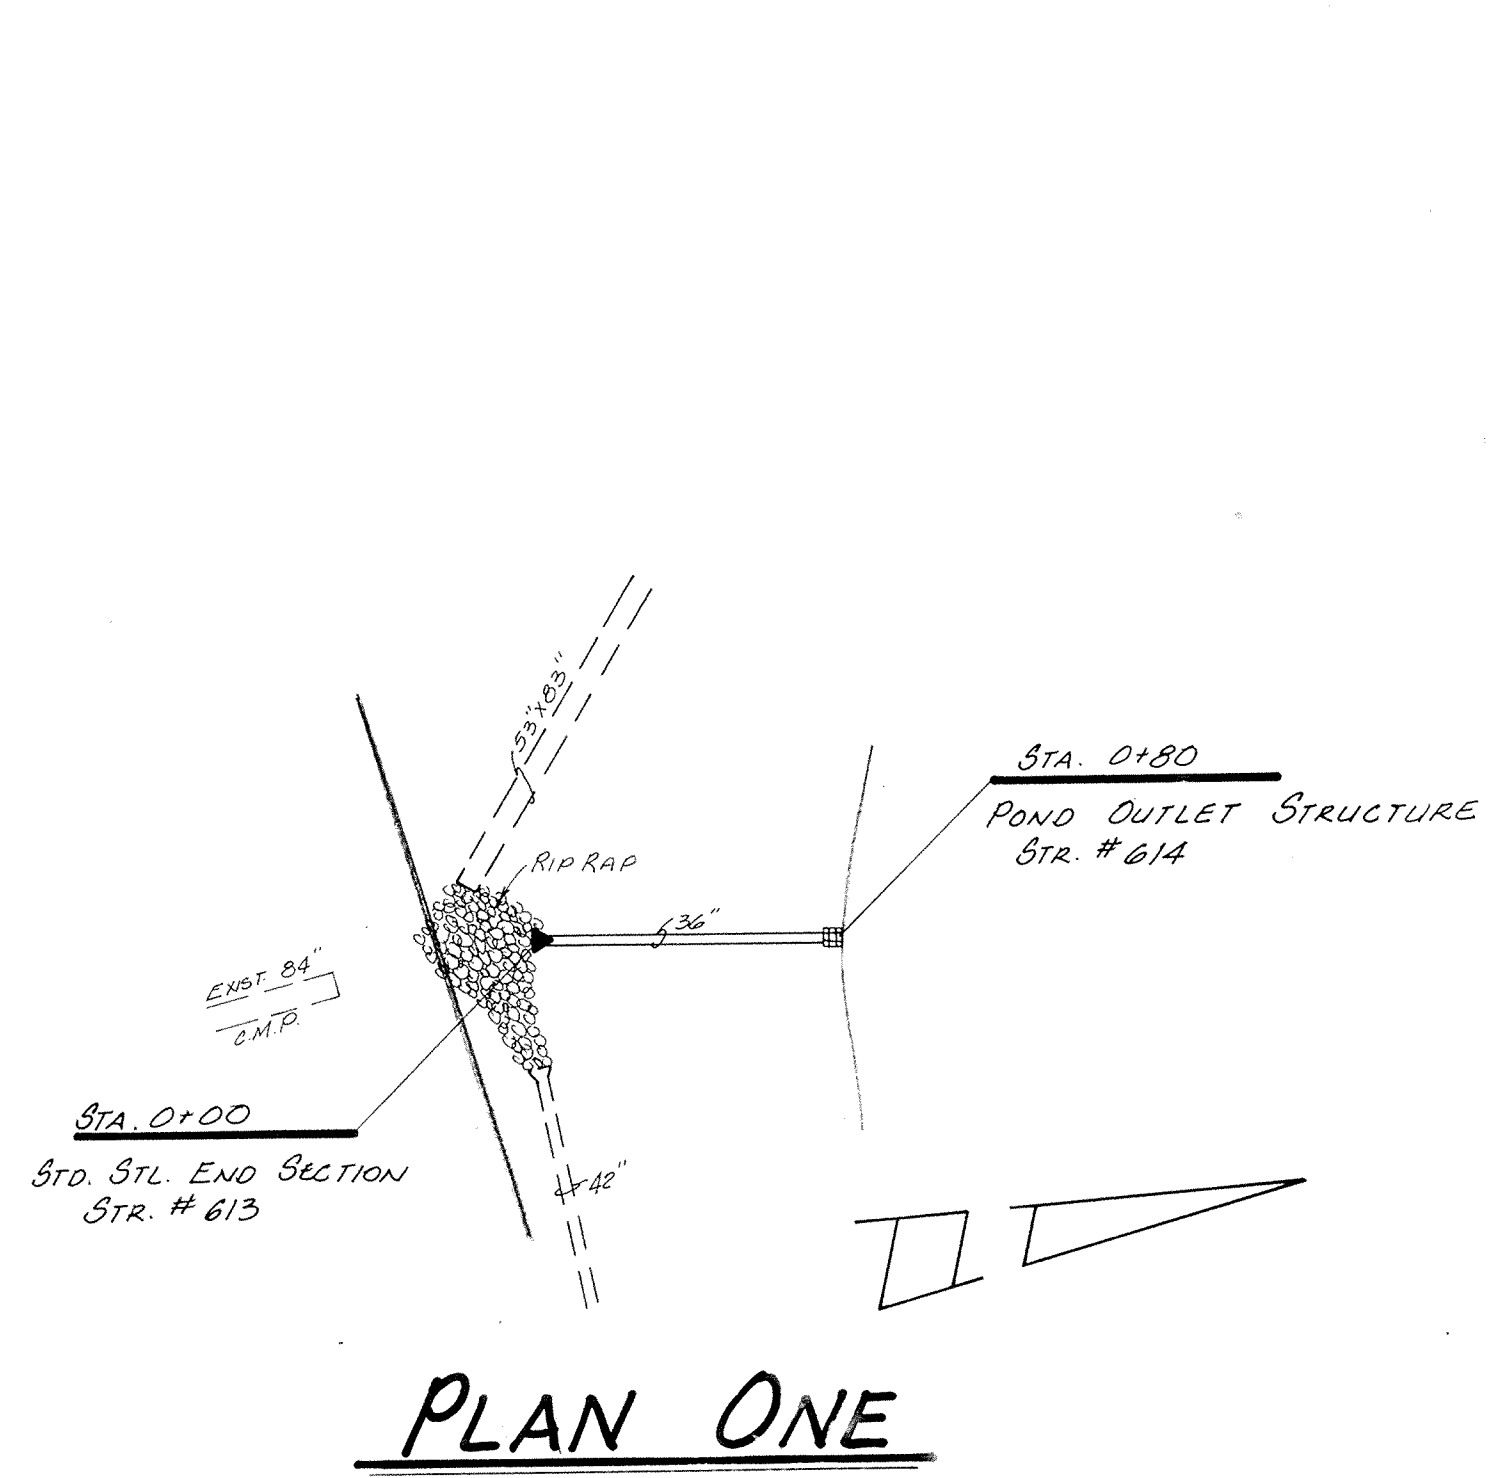 53"x83"
STA. 0+80
POND OUTLET STRUCTURE
STR. #614
RIP RAP
36"
EXIST. 84"
C.M.P.
STA. 0+00
STD. STL. END SECTION
STR. #613
42"
PLAN ONE